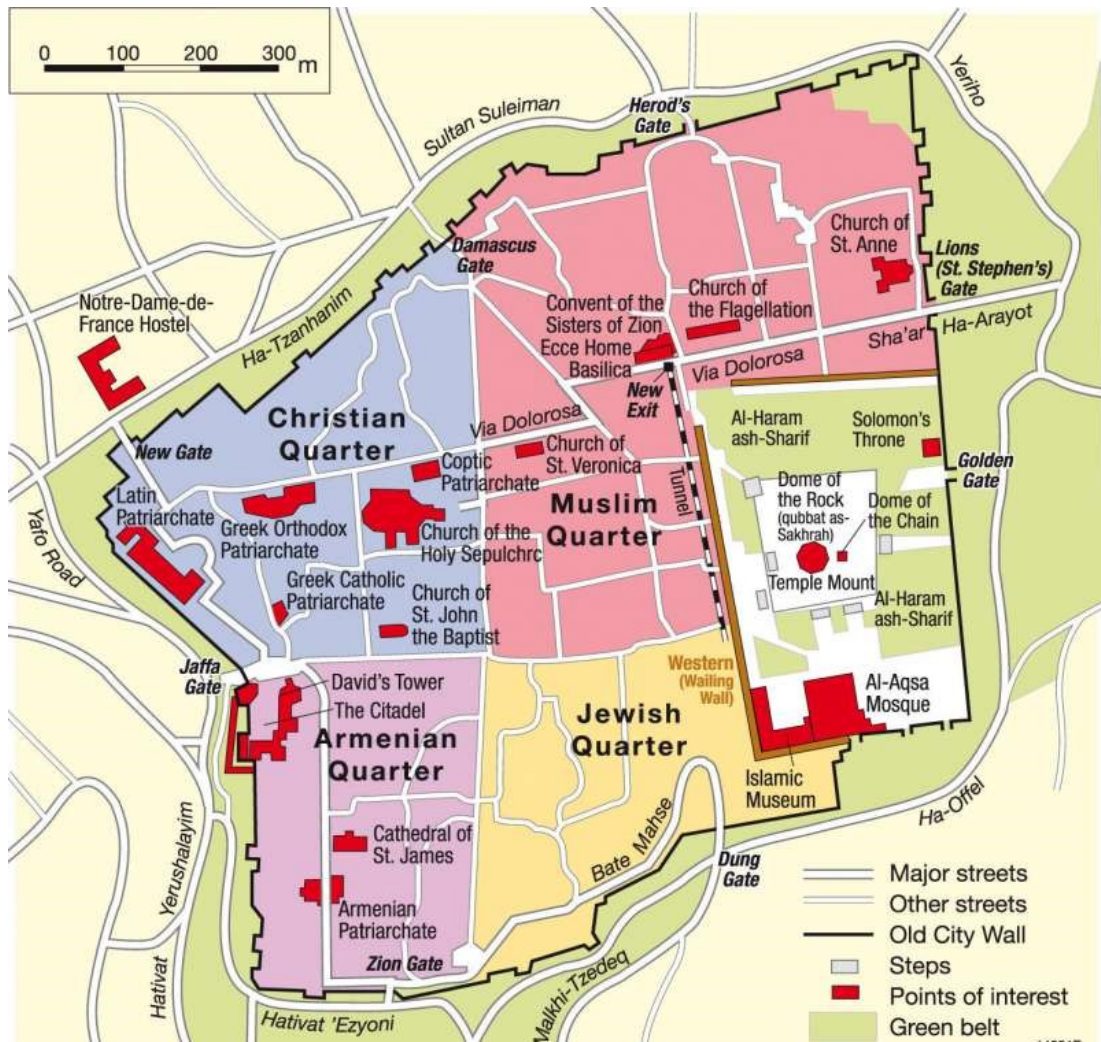 0 100 200 300 m
Sultan Suleiman
Herod's
Gate
Yeriho
Damascus
Gate
Church of
St. Anne
Lions
(St. Stephen's)
Gate
Notre-Dame-de-
France Hostel
Ha-Tzanhanim
Convent of the
Sisters of Zion
Ecce Home
Basilica
Church of
the Flagellation
Sha'ar Ha-Arayot
Via Dolorosa
New
Exit
Christian
Quarter
Via Dolorosa
New Gate
Coptic
Patriarchate
Church of
St. Veronica
Al-Haram
ash-Sharif
Solomon's
Throne
Golden
Gate
Latin
Patriarchate
Yafo Road
Greek Orthodox
Patriarchate
Church of the
Holy Sepulchrc
Muslim
Quarter
Tunnel
Dome of
the Rock
(qubbat as-
Sakhrah)
Dome of
the Chain
Temple Mount
Greek Catholic
Patriarchate
Church of
St. John
the Baptist
Al-Haram
ash-Sharif
Jaffa
Gate
David's Tower
The Citadel
Western
(Wailing
Wall)
Al-Aqsa
Mosque
Armenian
Quarter
Jewish
Quarter
Islamic
Museum
Ha-Offel
Cathedral of
St. James
Bate Mahse
Dung
Gate
Hativat Yerushalayim
Armenian
Patriarchate
Zion Gate
Hativat 'Ezyoni
Malkhi-Tzedeq
Major streets
Other streets
Old City Wall
Steps
Points of interest
Green belt